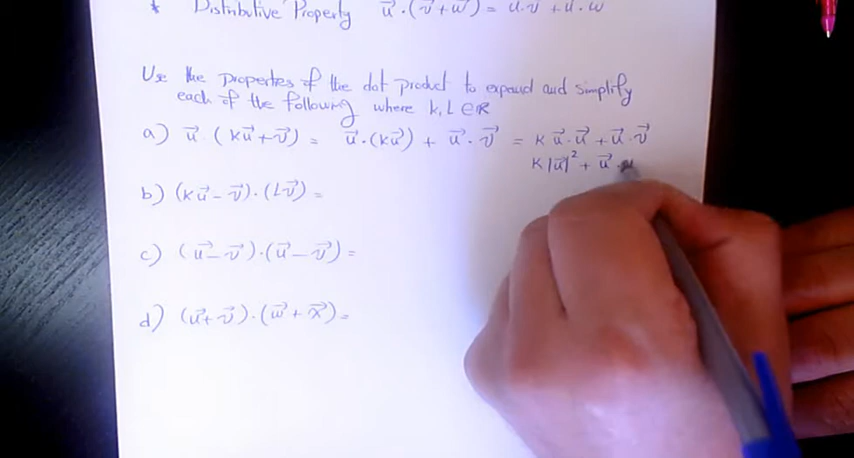 * Distributive Property u⃗ · (v⃗ + w⃗) = u·v⃗ + u⃗·w
Use the properties of the dot product to expand and simplify
each of the following where k, L ∈ ℝ
a) u⃗ · (ku⃗ + v⃗) = u⃗ · (ku⃗) + u⃗ · v⃗ = k u⃗ · u⃗ + u⃗ · v⃗
k|u⃗|² + u⃗ ·
b) (ku⃗ - v⃗) · (Lv⃗) =
c) (u⃗ - v⃗) · (u⃗ - v⃗) =
d) (u⃗ + v⃗) · (w⃗ + x⃗) =